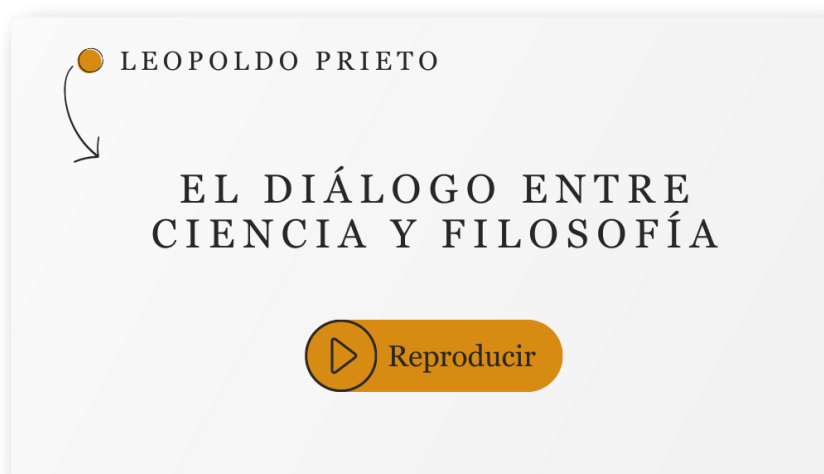 LEOPOLDO PRIETO
EL DIÁLOGO ENTRE
CIENCIA Y FILOSOFÍA
Reproducir